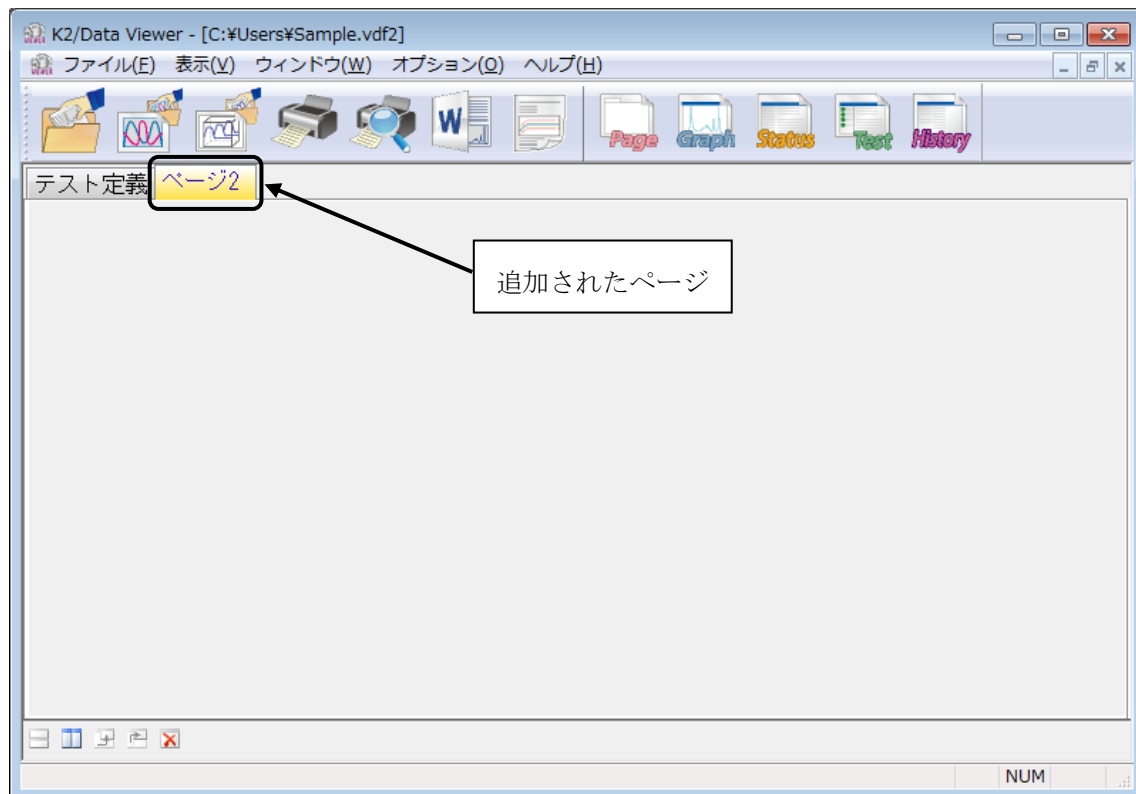 K2/Data Viewer - [C:¥Users¥Sample.vdf2]
ファイル(F) 表示(V) ウィンドウ(W) オプション(O) ヘルプ(H)
W Page Graph Status Test History
テスト定義 ページ2
追加されたページ
NUM